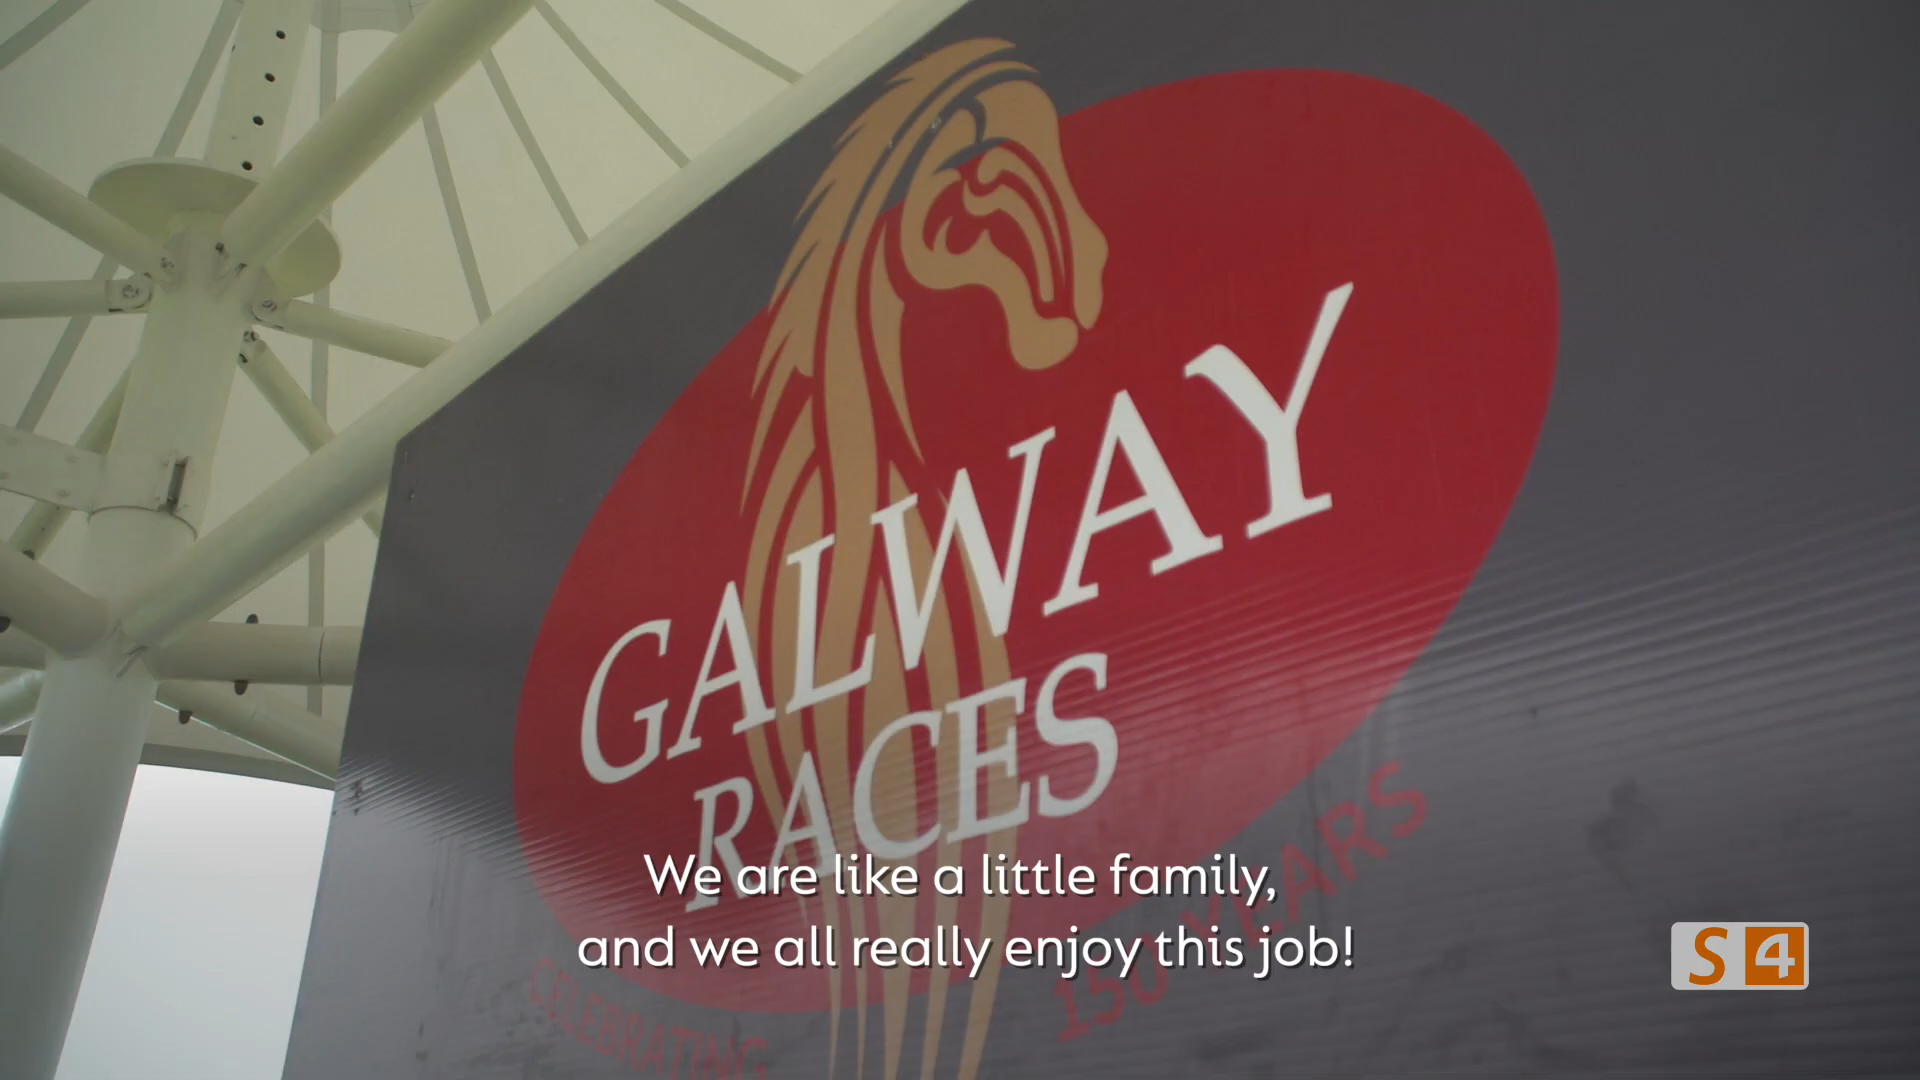 GALWAY
RACES
CELEBRATING
150 YEARS
We are like a little family,
and we all really enjoy this job!
S4